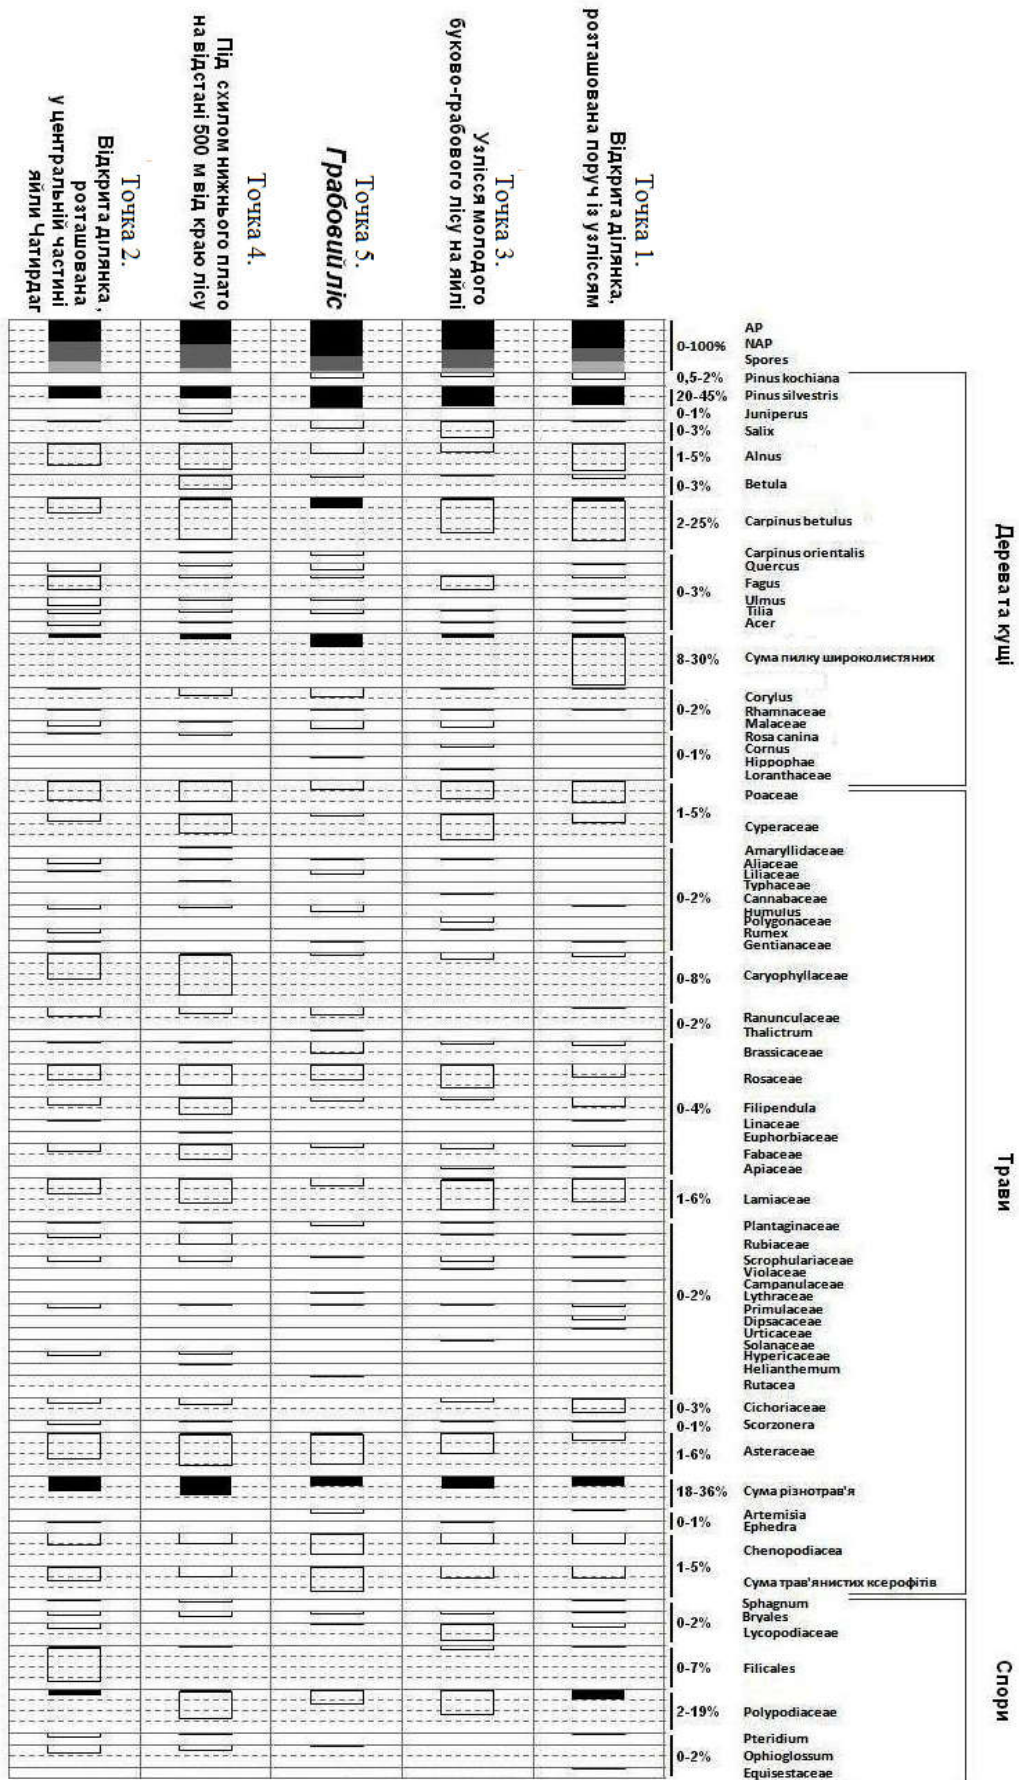 Точка 2.
Відкрита ділянка,
розташована
у центральній частині
яйли Чатирдаг
Точка 4.
Під схилом нижнього плато
на відстані 500 м від краю лісу
Точка 5.
Грабовий ліс
Точка 3.
Узлісся молодого
буково-грабового лісу на яйлі
Точка 1.
Відкрита ділянка,
розташована поруч із узліссям
AP
0-100% NAP
Spores
0,5-2% Pinus kochiana
20-45% Pinus silvestris
0-1% Juniperus
0-3% Salix
1-5% Alnus
0-3% Betula
2-25% Carpinus betulus
Carpinus orientalis
Quercus
Fagus
0-3%
Ulmus
Tilia
Acer
8-30% Сума пилку широколистяних
Corylus
0-2% Rhamnaceae
Malaceae
Rosa canina
0-1% Cornus
Hippophae
Loranthaceae
Дерева та кущі
Poaceae
1-5%
Cyperaceae
Amaryllidaceae
Aliaceae
Liliaceae
Typhaceae
0-2% Cannabaceae
Humulus
Polygonaceae
Rumex
Gentianaceae
0-8% Caryophyllaceae
0-2% Ranunculaceae
Thalictrum
Brassicaceae
Rosaceae
0-4% Filipendula
Linaceae
Euphorbiaceae
Fabaceae
Apiaceae
1-6% Lamiaceae
Plantaginaceae
Rubiaceae
Scrophulariaceae
Violaceae
Campanulaceae
0-2% Lythraceae
Primulaceae
Dipsacaceae
Urticaceae
Solanaceae
Hypericaceae
Helianthemum
Rutacea
0-3% Cichoriaceae
0-1% Scorzonera
1-6% Asteraceae
18-36% Сума різнотрав'я
Artemisia
0-1% Ephedra
Chenopodiacea
1-5%
Сума трав'янистих ксерофітів
Трави
Sphagnum
Bryales
0-2% Lycopodiaceae
0-7% Filicales
2-19% Polypodiaceae
Pteridium
0-2% Ophioglossum
Equisestaceae
Спори